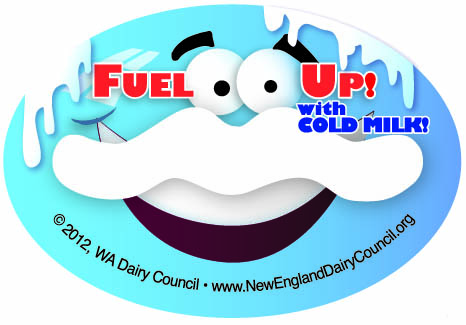 FUEL UP!
with
COLD MILK!
© 2012, WA Dairy Council • www.NewEnglandDairyCouncil.org